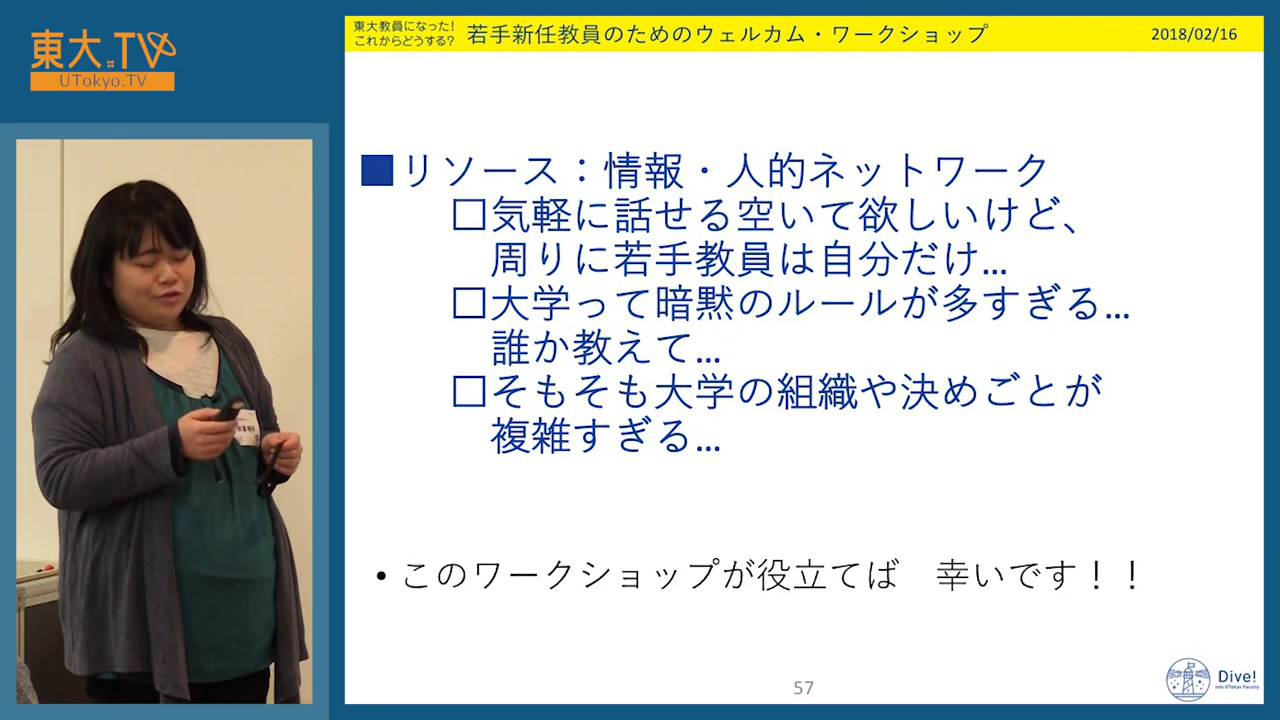 東大.TV
UTokyo.TV
東大教員になった!
これからどうする?
若手新任教員のためのウェルカム・ワークショップ
2018/02/16
■リソース：情報・人的ネットワーク
□気軽に話せる空いて欲しいけど、
周りに若手教員は自分だけ...
□大学って暗黙のルールが多すぎる...
誰か教えて...
□そもそも大学の組織や決めごとが
複雑すぎる...
• このワークショップが役立てば　幸いです！！
57
Dive!
into UTokyo Faculty